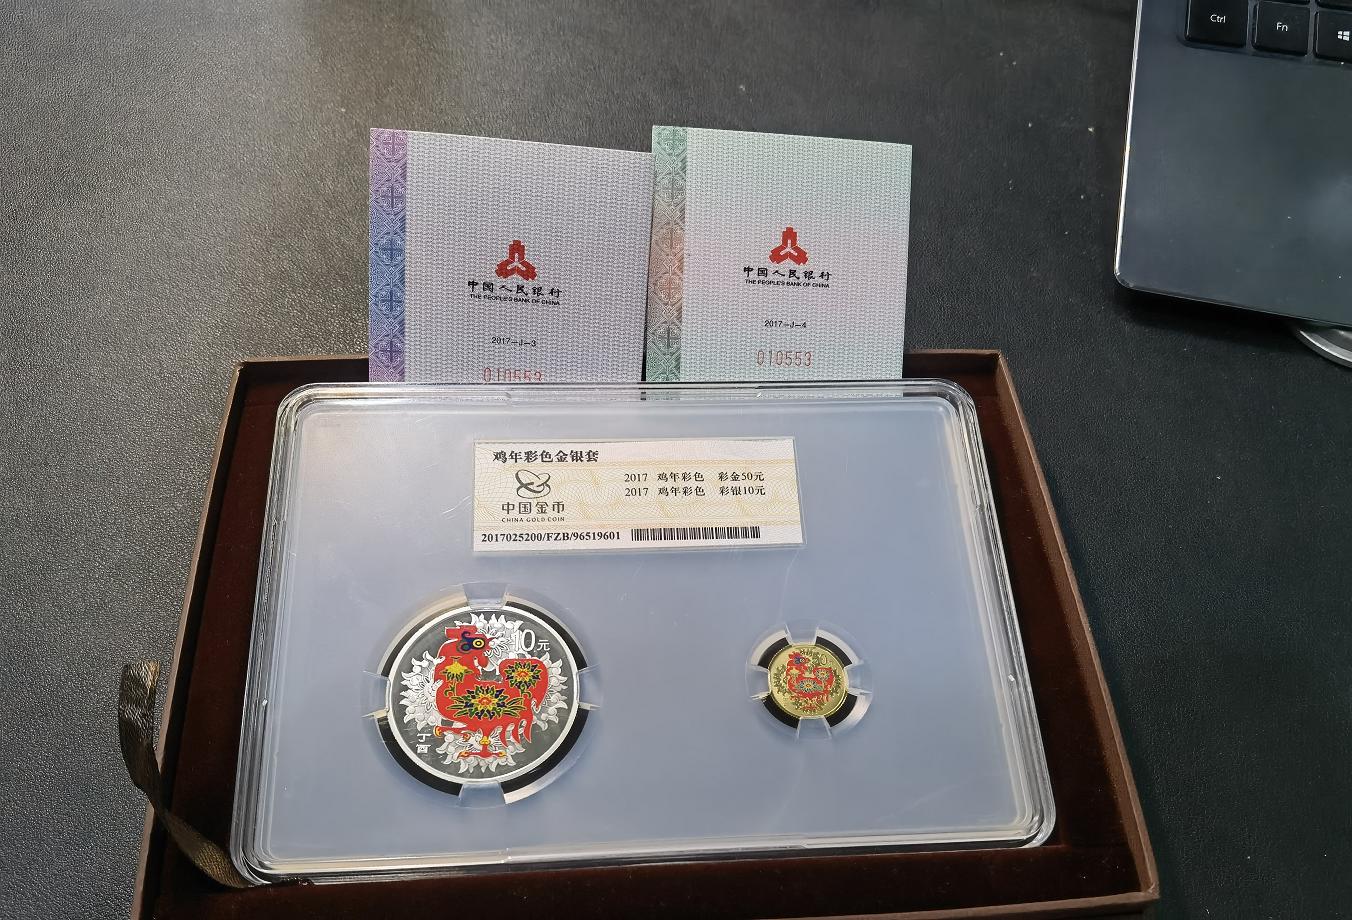 Ctrl
Fn
中国人民银行
THE PEOPLE'S BANK OF CHINA
2017-J-3
010553
中国人民银行
THE PEOPLE'S BANK OF CHINA
2017-J-4
010553
鸡年彩色金银套
2017 鸡年彩色 彩金50元
2017 鸡年彩色 彩银10元
中国金币
CHINA GOLD COIN
2017025200/FZB/96519601
10元
丁酉